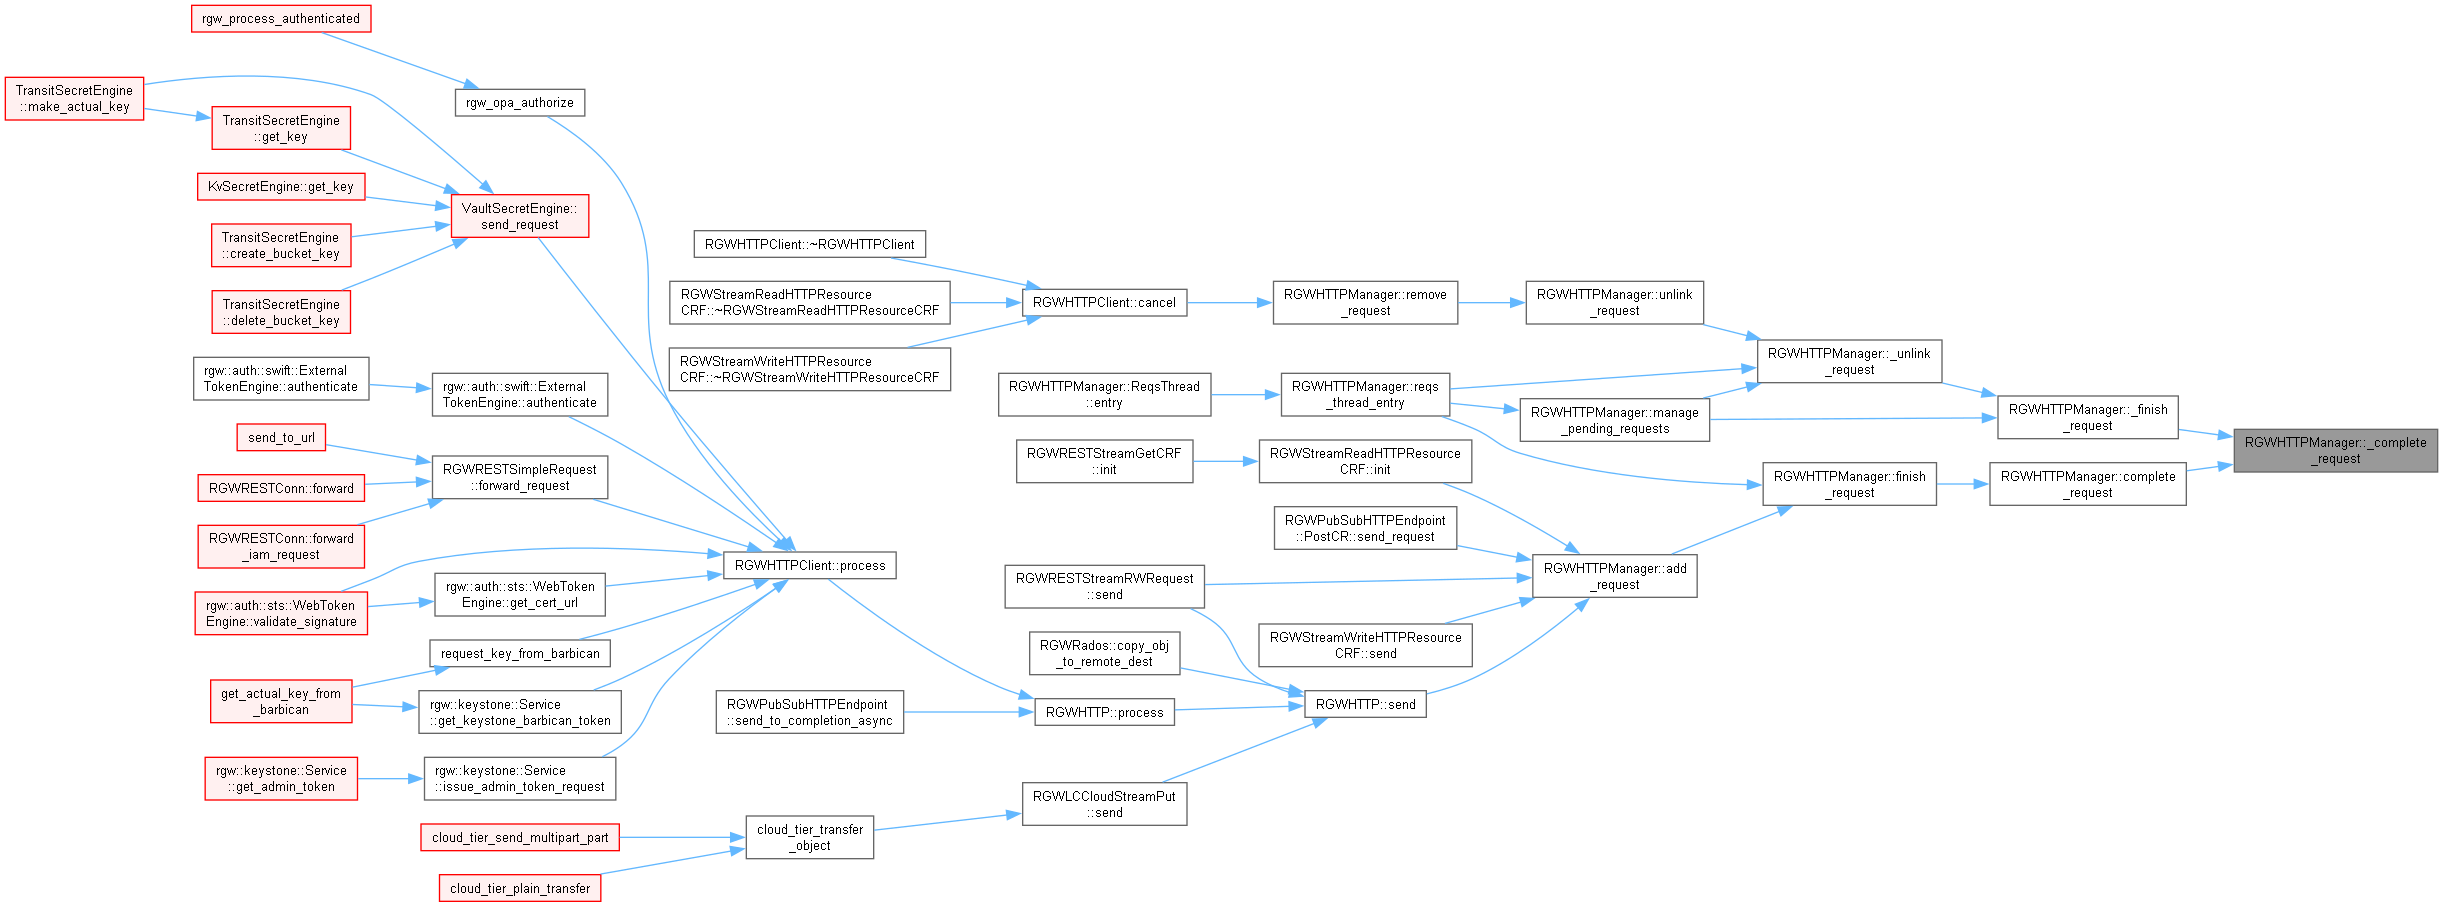 rgw_process_authenticated
TransitSecretEngine
::make_actual_key
rgw_opa_authorize
TransitSecretEngine
::get_key
KvSecretEngine::get_key
VaultSecretEngine::
send_request
TransitSecretEngine
::create_bucket_key
TransitSecretEngine
::delete_bucket_key
RGWHTTPClient::~RGWHTTPClient
RGWStreamReadHTTPResource
CRF::~RGWStreamReadHTTPResourceCRF
RGWHTTPClient::cancel
RGWHTTPManager::remove
_request
RGWHTTPManager::unlink
_request
RGWStreamWriteHTTPResource
CRF::~RGWStreamWriteHTTPResourceCRF
RGWHTTPManager::_unlink
_request
rgw::auth::swift::External
TokenEngine::authenticate
rgw::auth::swift::External
TokenEngine::authenticate
RGWHTTPManager::ReqsThread
::entry
RGWHTTPManager::reqs
_thread_entry
RGWHTTPManager::manage
_pending_requests
RGWHTTPManager::_finish
_request
RGWHTTPManager::_complete
_request
send_to_url
RGWRESTSimpleRequest
::forward_request
RGWRESTConn::forward
RGWRESTConn::forward
_iam_request
RGWRESTStreamGetCRF
::init
RGWStreamReadHTTPResource
CRF::init
RGWHTTPManager::finish
_request
RGWHTTPManager::complete
_request
RGWPubSubHTTPEndpoint
::PostCR::send_request
RGWHTTPClient::process
RGWHTTPManager::add
_request
RGWRESTStreamRWRequest
::send
rgw::auth::sts::WebToken
Engine::get_cert_url
rgw::auth::sts::WebToken
Engine::validate_signature
request_key_from_barbican
RGWRados::copy_obj
_to_remote_dest
RGWStreamWriteHTTPResource
CRF::send
get_actual_key_from
_barbican
rgw::keystone::Service
::get_keystone_barbican_token
RGWPubSubHTTPEndpoint
::send_to_completion_async
RGWHTTP::process
RGWHTTP::send
rgw::keystone::Service
::get_admin_token
rgw::keystone::Service
::issue_admin_token_request
RGWLCCloudStreamPut
::send
cloud_tier_send_multipart_part
cloud_tier_transfer
_object
cloud_tier_plain_transfer